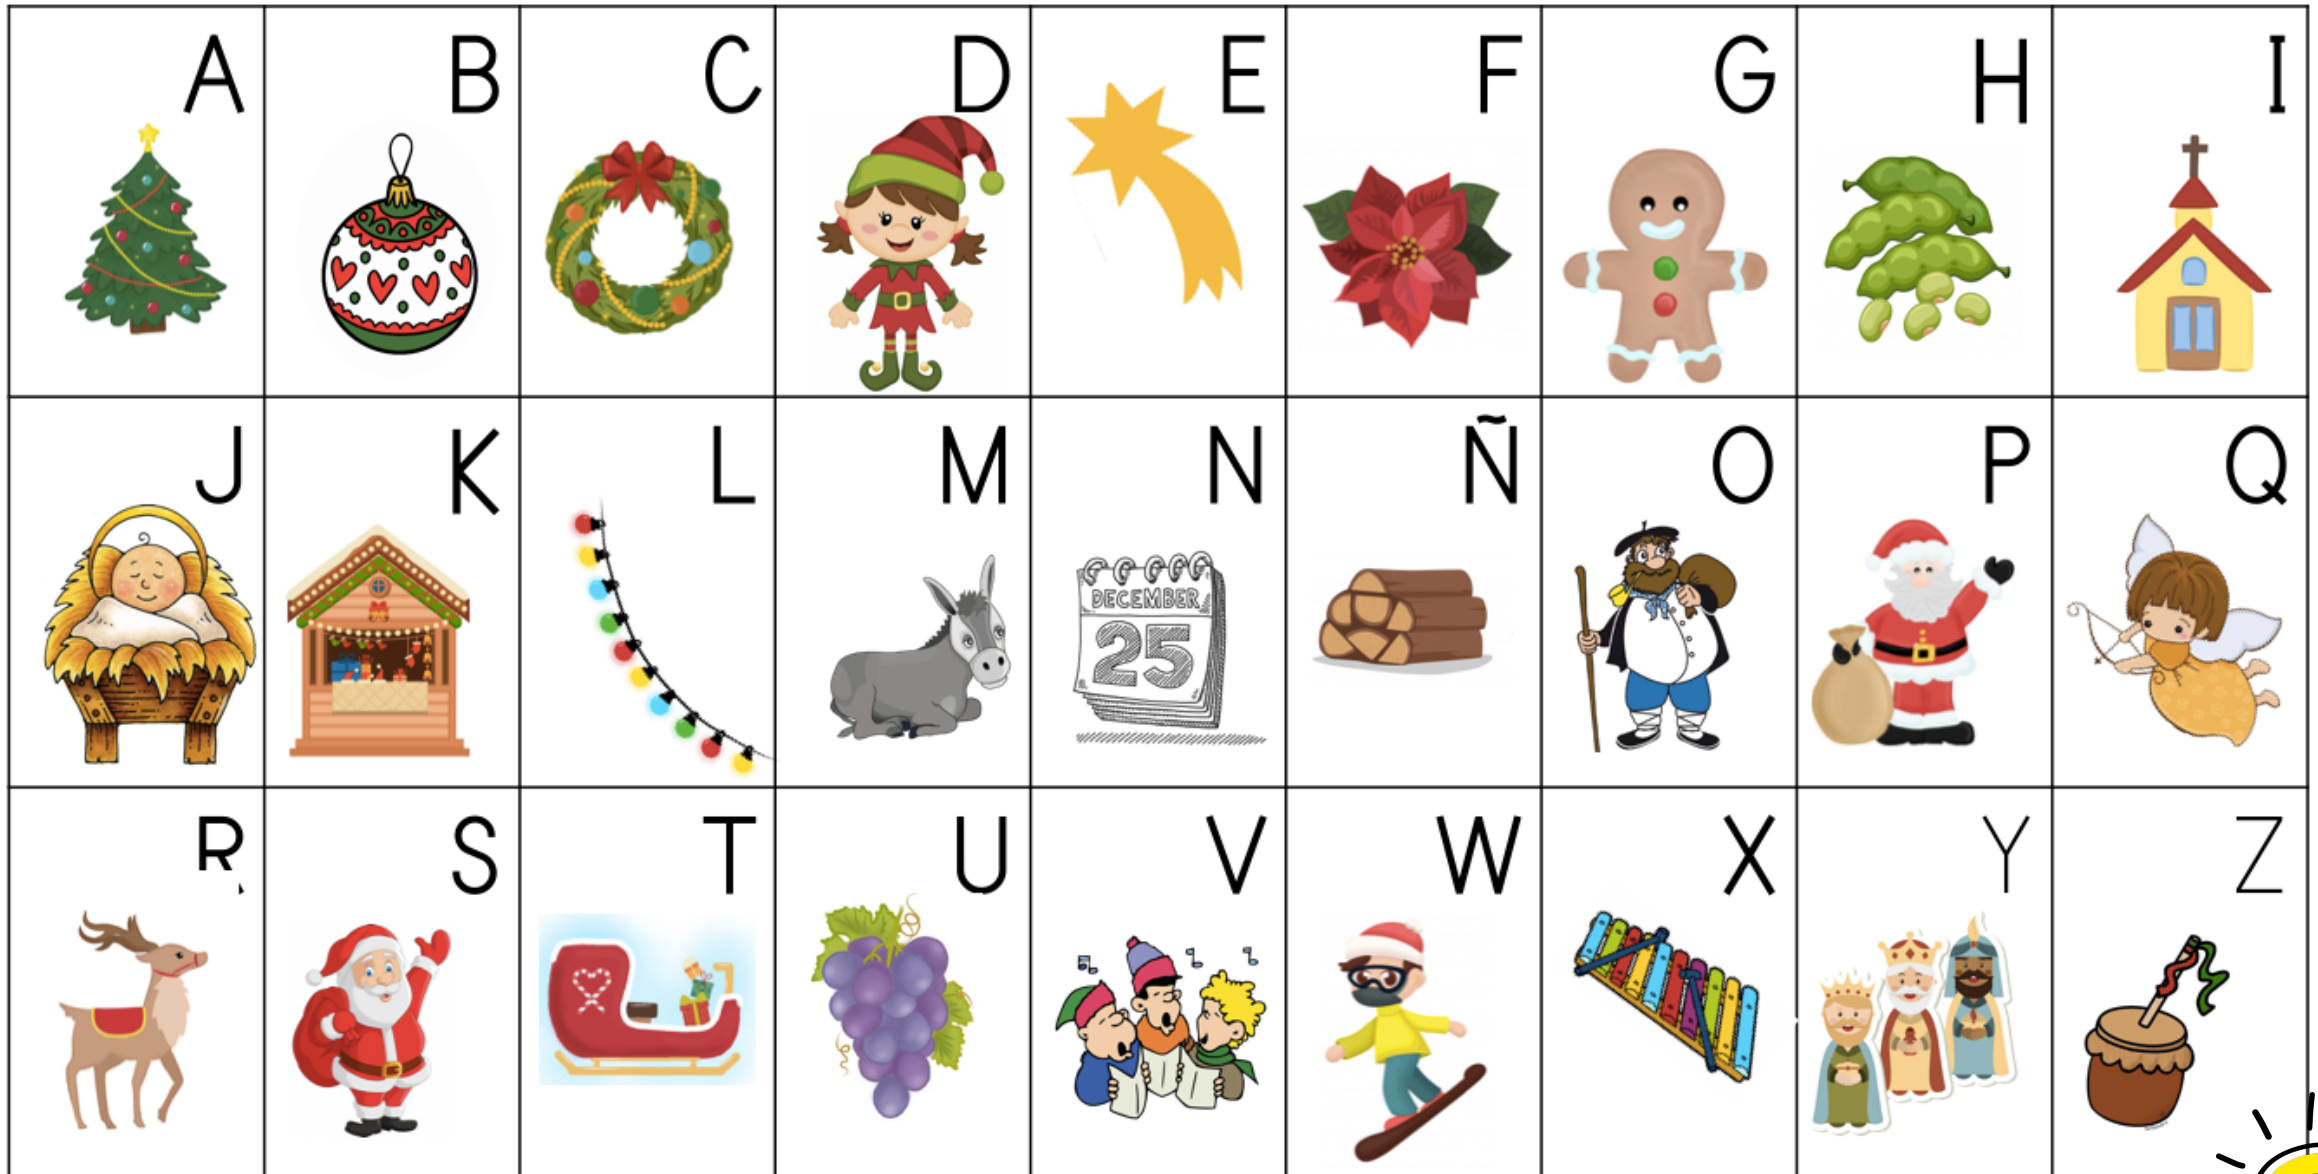 A B C D E F G H I
J K L M N Ñ O P Q
DECEMBER
25
R S T U V W X Y Z